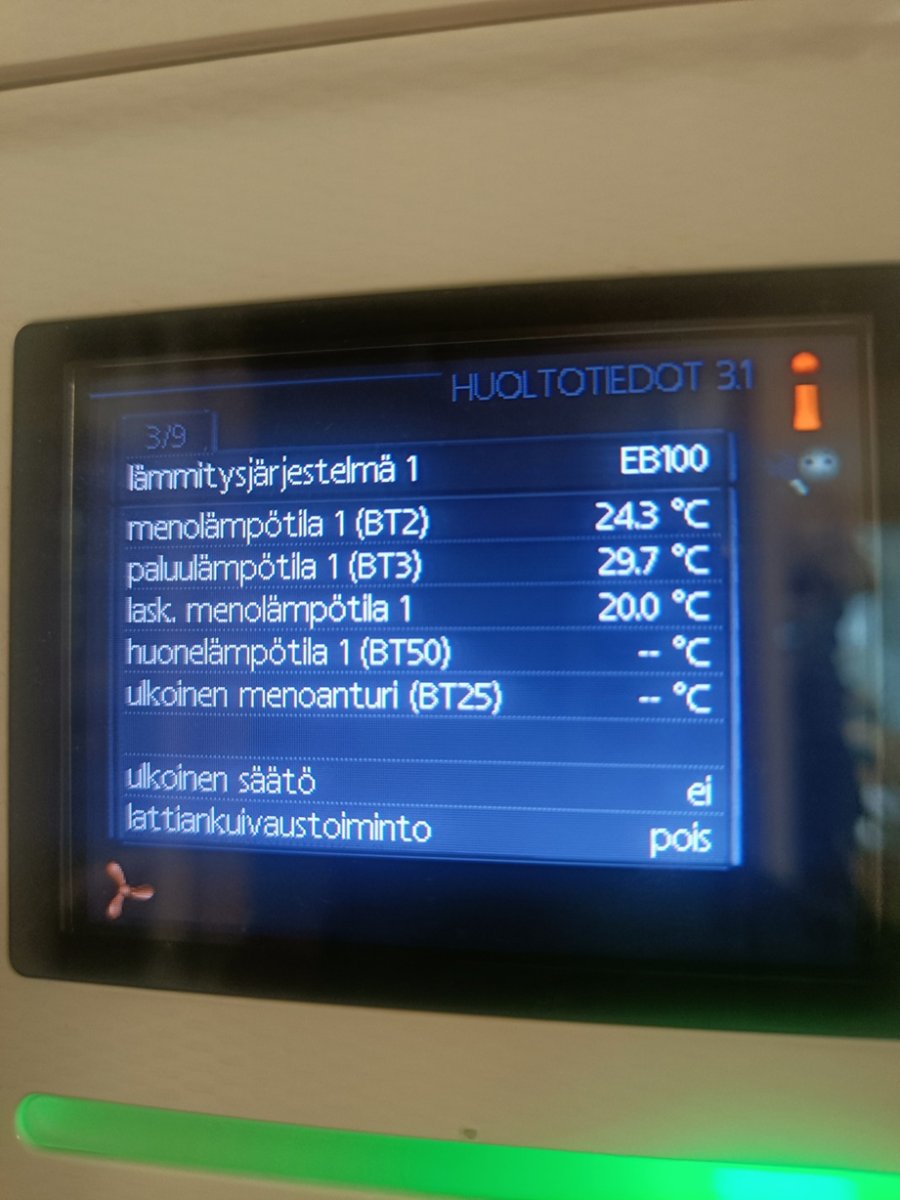 HUOLTOTIEDOT 3.1
3/9
lämmitysjärjestelmä 1 EB100
menolämpötila 1 (BT2) 24.3 °C
paluulämpötila 1 (BT3) 29.7 °C
lask. menolämpötila 1 20.0 °C
huonelämpötila 1 (BT50) -- °C
ulkoinen menoanturi (BT25) -- °C
ulkoinen säätö ei
lattiankuivaustoiminto pois